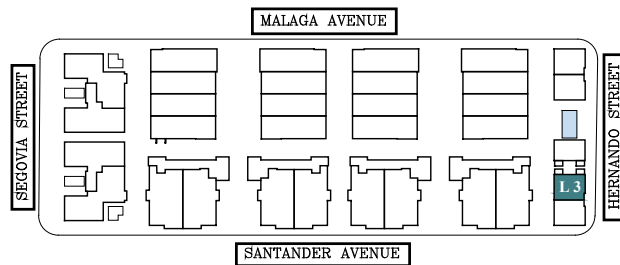 MALAGA AVENUE
SEGOVIA STREET
HERNANDO STREET
L 3
SANTANDER AVENUE